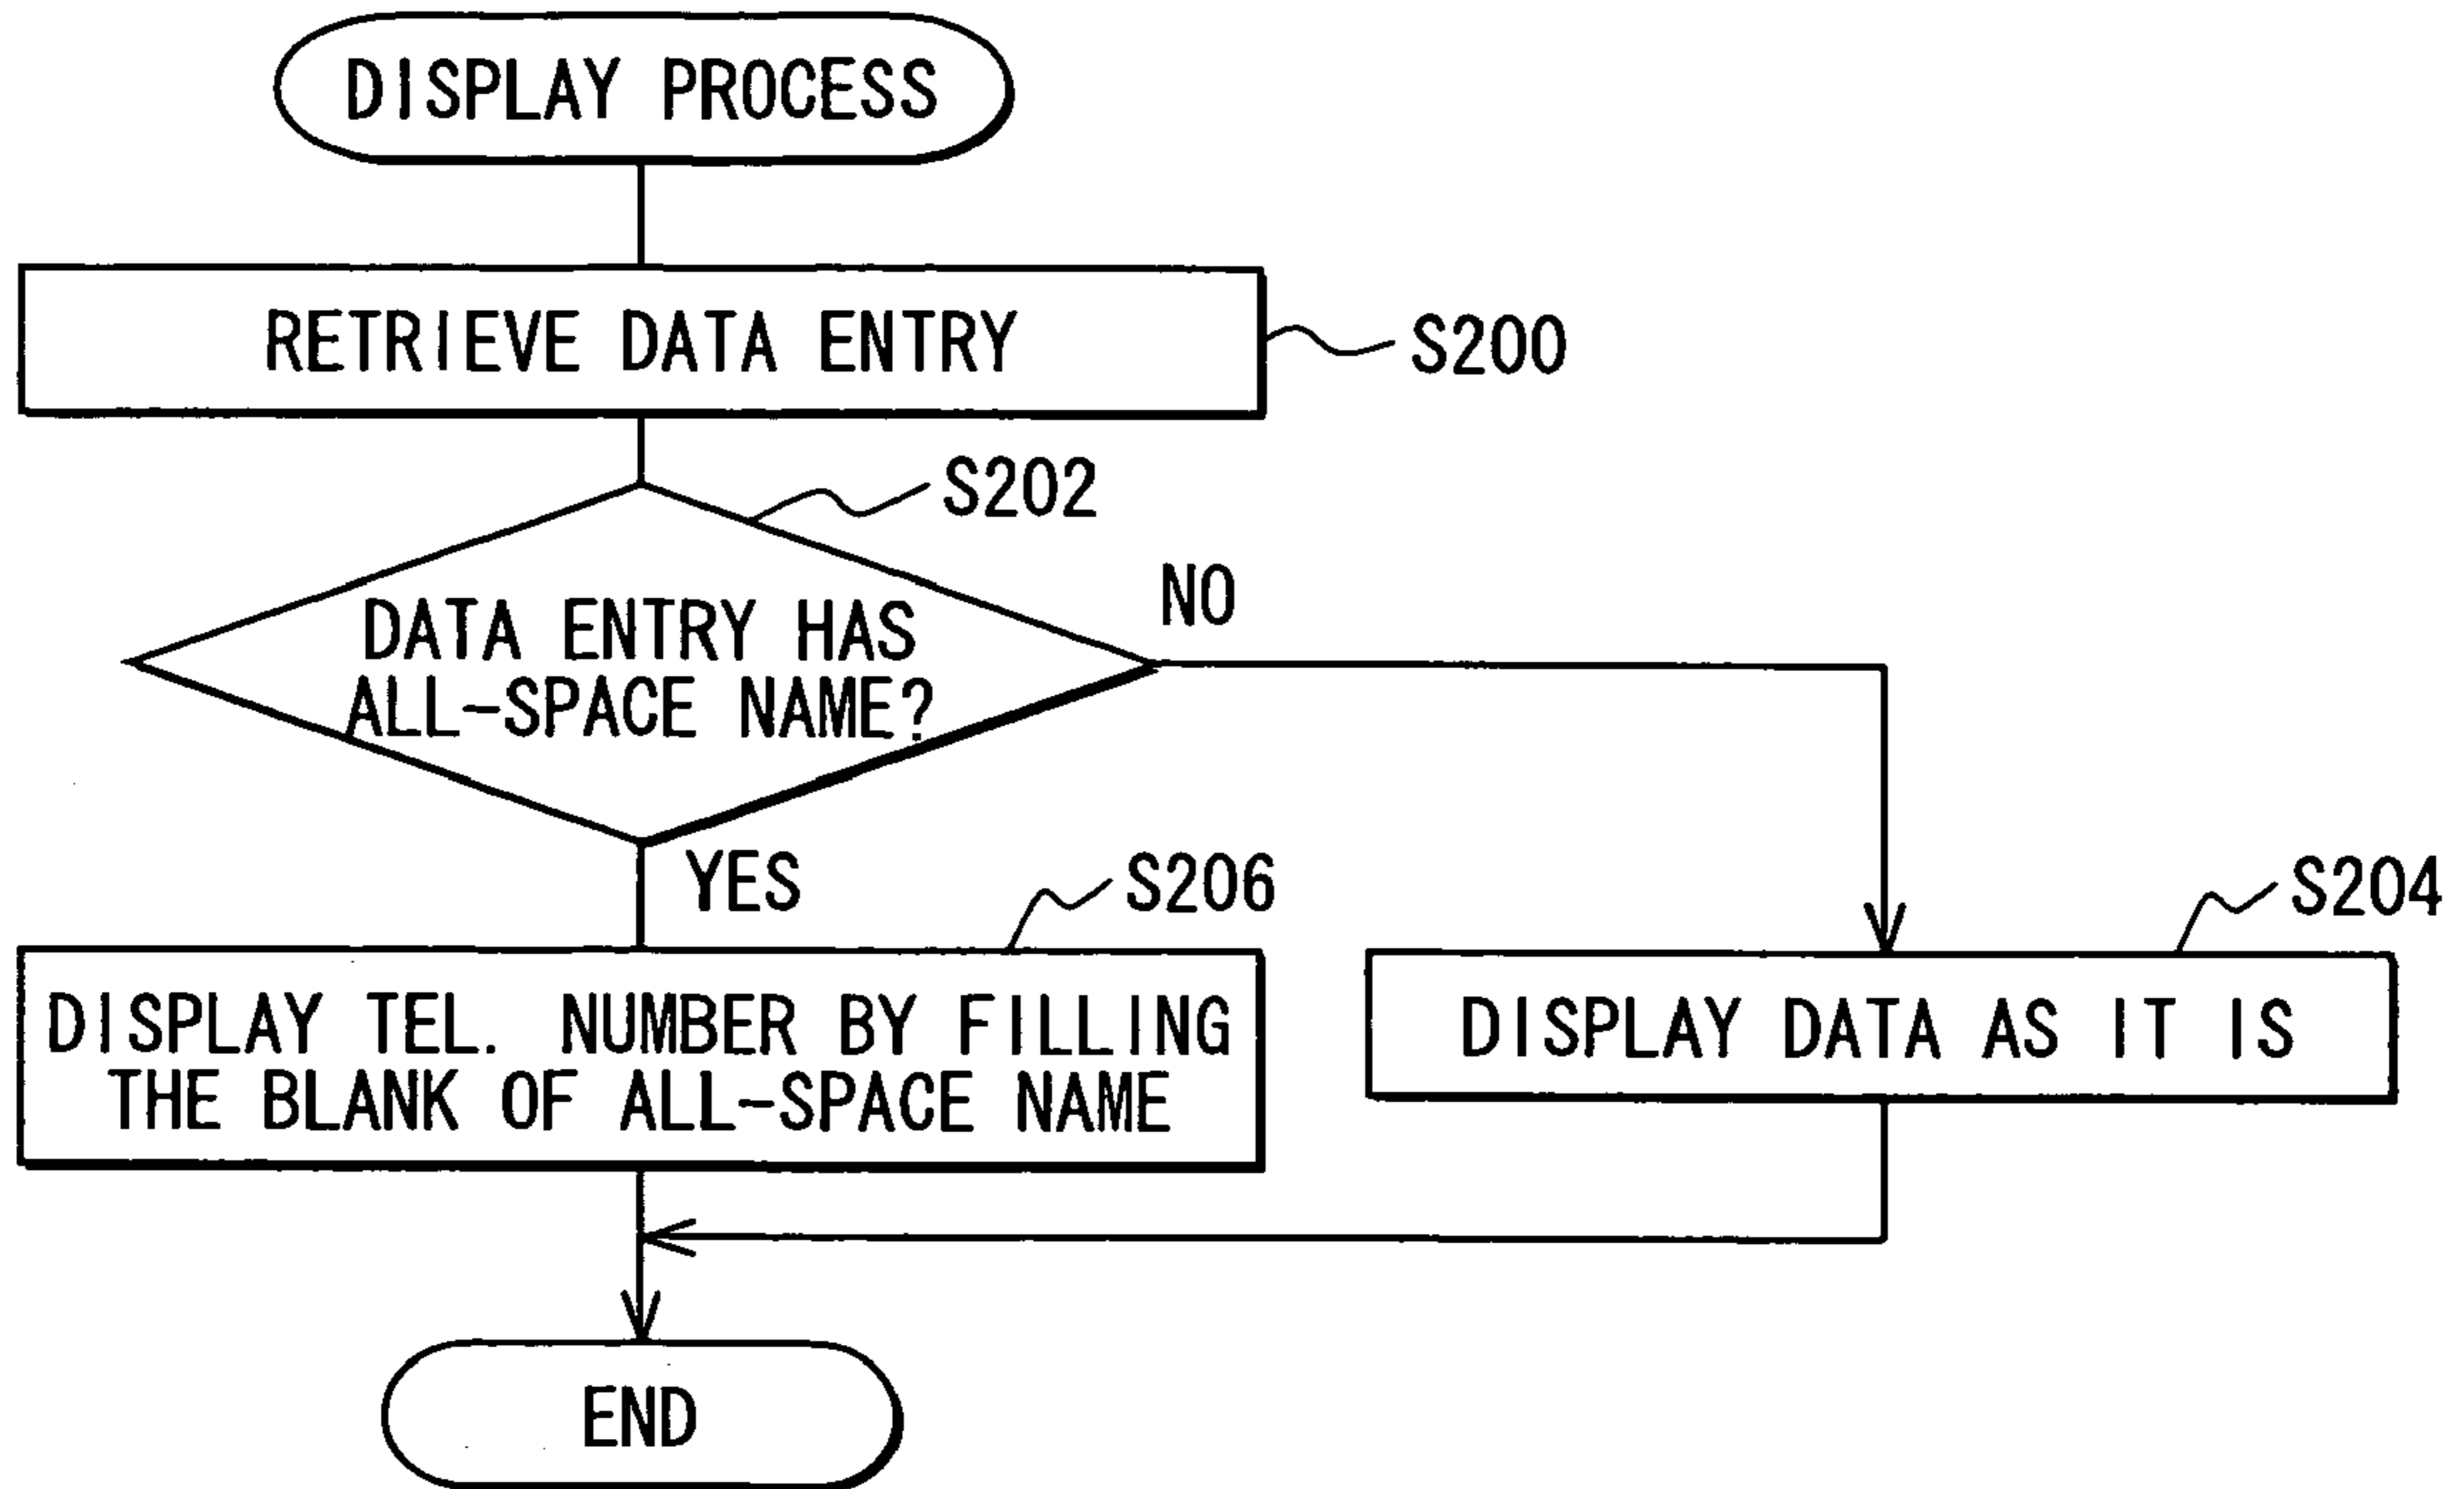 DISPLAY PROCESS
RETRIEVE DATA ENTRY
S200
S202
DATA ENTRY HAS
ALL-SPACE NAME?
NO
YES
S206
S204
DISPLAY TEL. NUMBER BY FILLING
THE BLANK OF ALL-SPACE NAME
DISPLAY DATA AS IT IS
END